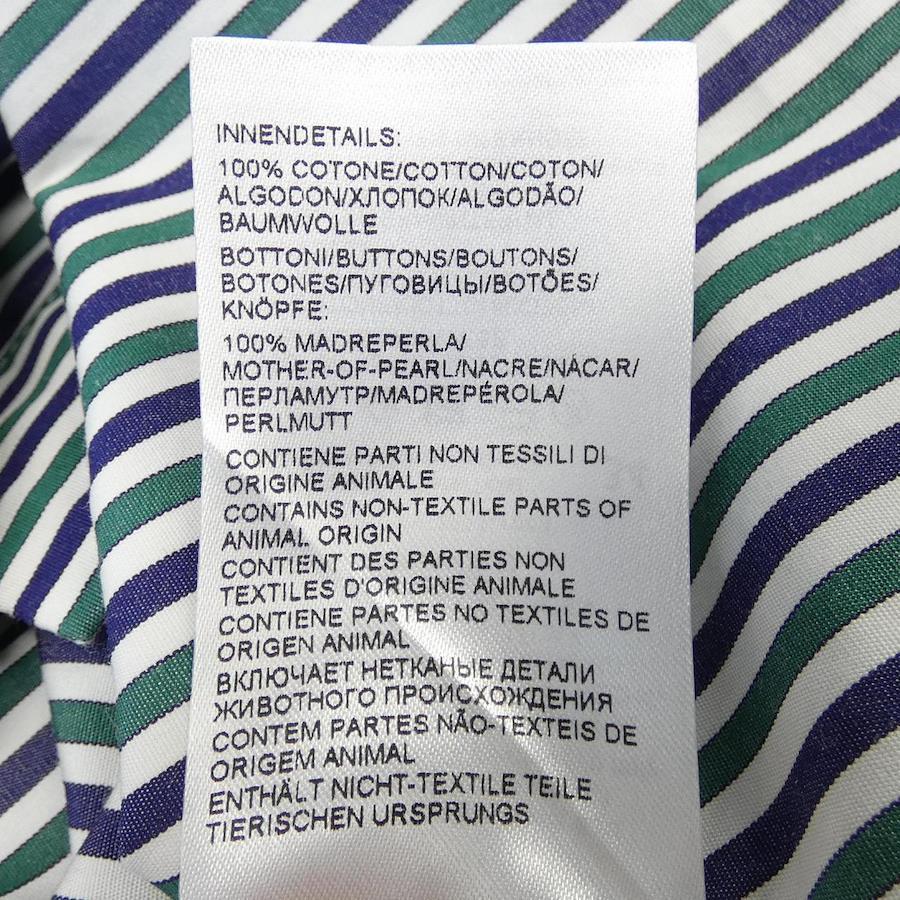 INNENDETAILS:
100% COTONE/COTTON/COTON/
ALGODON/ХЛОПОК/ALGODÃO/
BAUMWOLLE
BOTTONI/BUTTONS/BOUTONS/
BOTONES/ПУГОВИЦЫ/BOTÕES/
KNÖPFE:
100% MADREPERLA/
MOTHER-OF-PEARL/NACRE/NÁCAR/
ПЕРЛАМУТР/MADREPÉROLA/
PERLMUTT
CONTIENE PARTI NON TESSILI DI
ORIGINE ANIMALE
CONTAINS NON-TEXTILE PARTS OF
ANIMAL ORIGIN
CONTIENT DES PARTIES NON
TEXTILES D'ORIGINE ANIMALE
CONTIENE PARTES NO TEXTILES DE
ORIGEN ANIMAL
ВКЛЮЧАЕТ НЕТКАНЫЕ ДЕТАЛИ
ЖИВОТНОГО ПРОИСХОЖДЕНИЯ
CONTEM PARTES NÃO-TEXTEIS DE
ORIGEM ANIMAL
ENTHÄLT NICHT-TEXTILE TEILE
TIERISCHEN URSPRUNGS